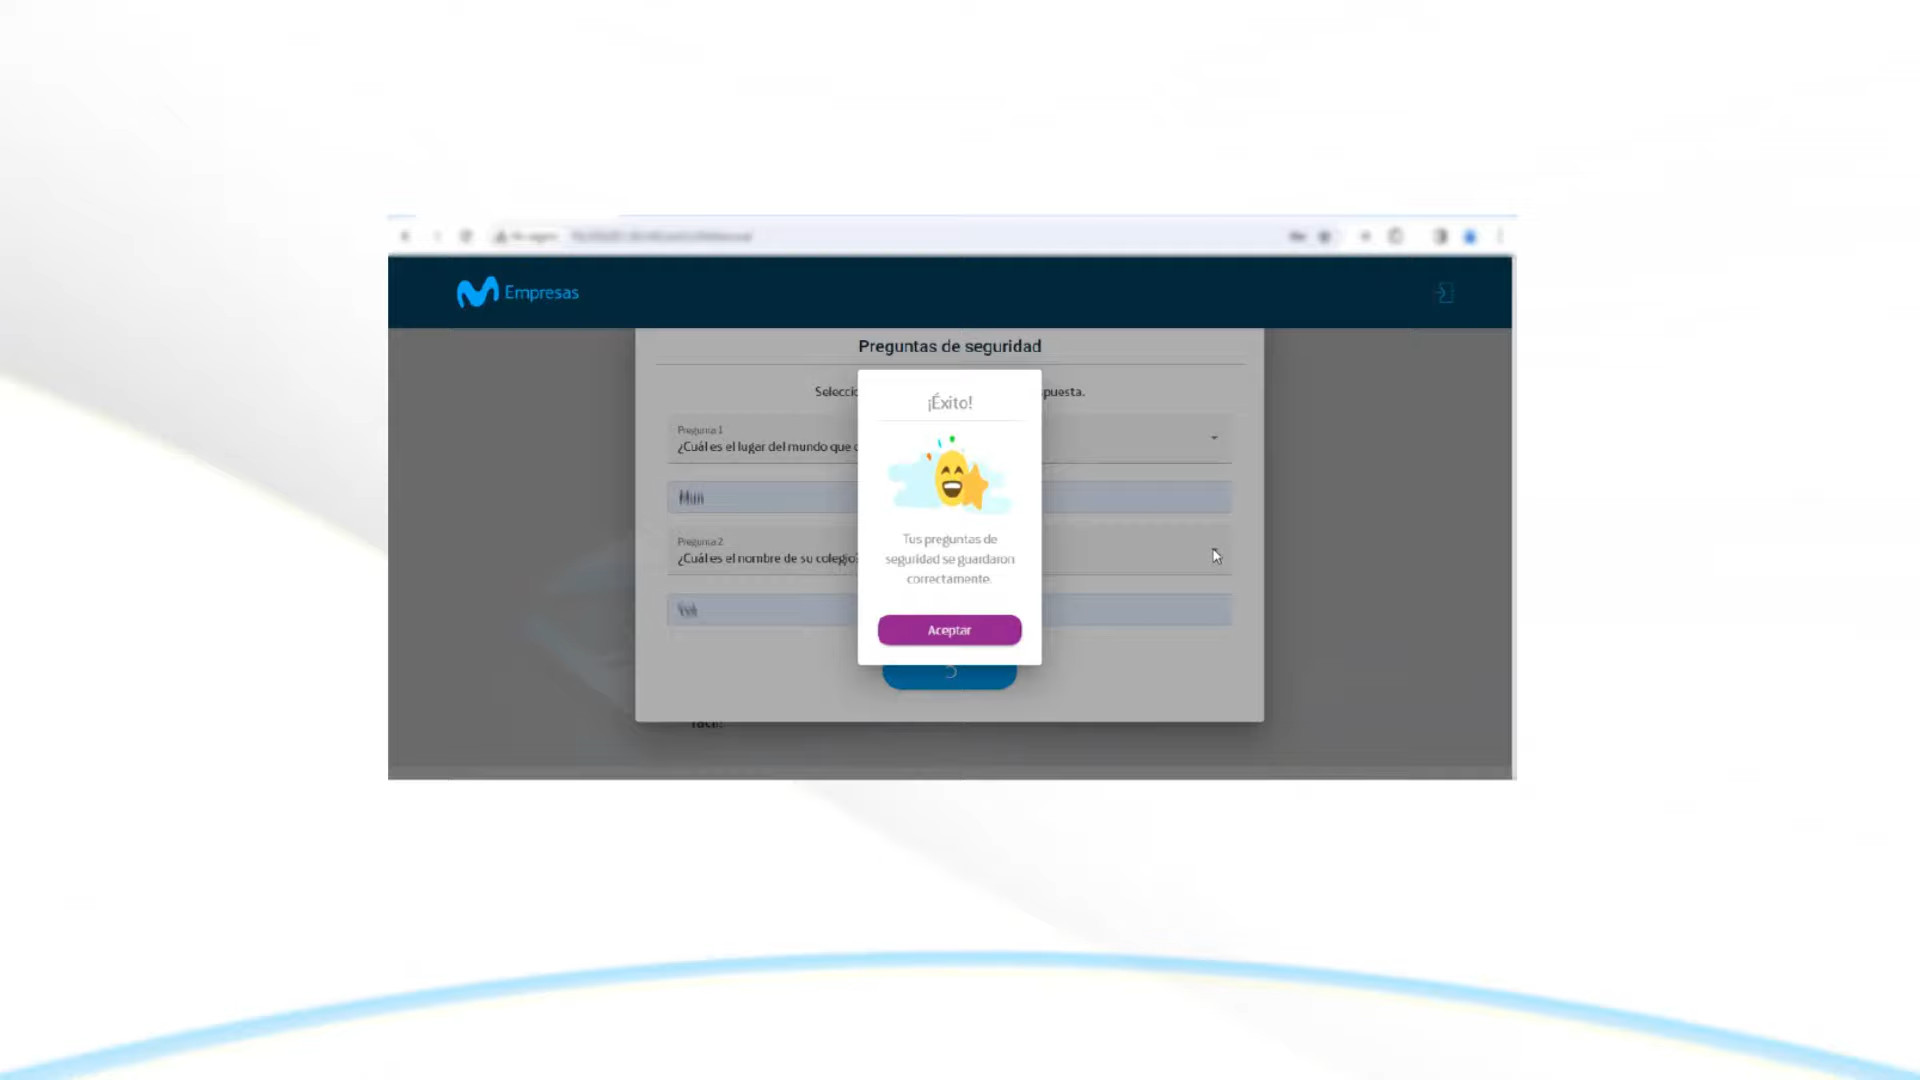 Empresas
Preguntas de seguridad
Selecci
puesta.
Pregunta 1
¿Cuál es el lugar del mundo que
Pregunta 2
¿Cuál es el nombre de su colegio?
¡Éxito!
Tus preguntas de
seguridad se guardaron
correctamente.
Aceptar